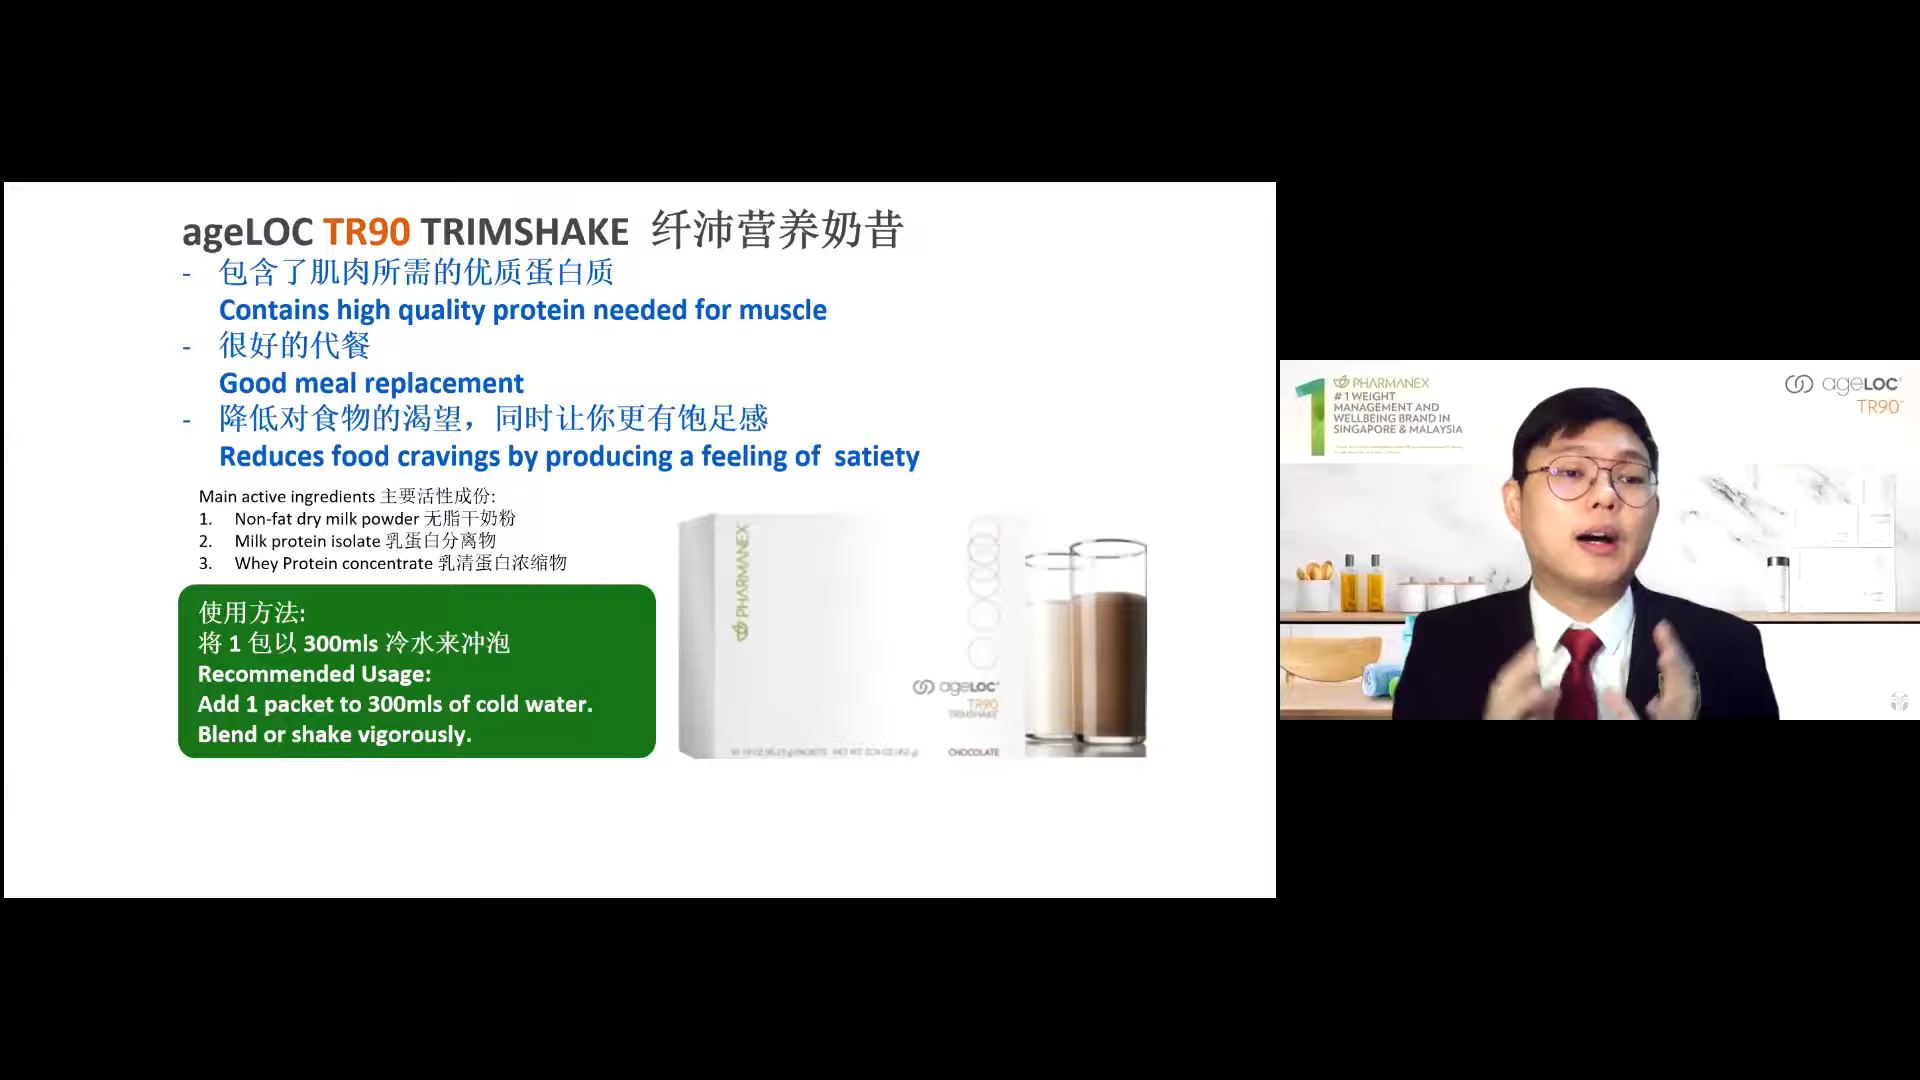 ageLOC TR90 TRIMSHAKE 纤沛营养奶昔
- 包含了肌肉所需的优质蛋白质
Contains high quality protein needed for muscle
- 很好的代餐
Good meal replacement
- 降低对食物的渴望，同时让你更有饱足感
Reduces food cravings by producing a feeling of satiety
Main active ingredients 主要活性成份:
1. Non-fat dry milk powder 无脂干奶粉
2. Milk protein isolate 乳蛋白分离物
3. Whey Protein concentrate 乳清蛋白浓缩物
使用方法:
将 1 包以 300mls 冷水来冲泡
Recommended Usage:
Add 1 packet to 300mls of cold water.
Blend or shake vigorously.
PHARMANEX
ageLOC
TR90
TRIMSHAKE
CHOCOLATE
1
PHARMANEX
#1 WEIGHT
MANAGEMENT AND
WELLBEING BRAND IN
SINGAPORE & MALAYSIA
ageLOC
TR90